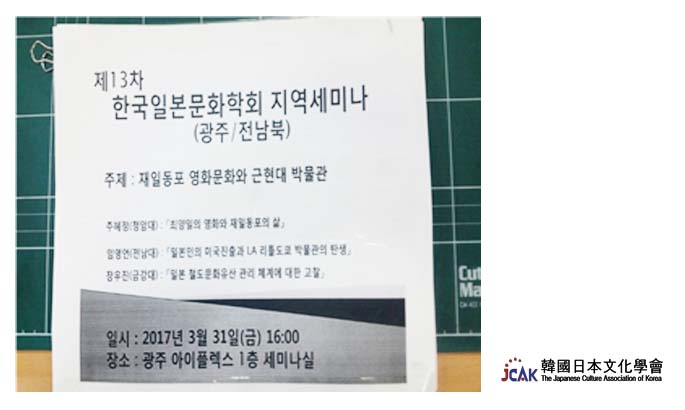 제13차
한국일본문화학회 지역세미나
(광주/전남북)
주제 : 재일동포 영화문화와 근현대 박물관
주혜정(청암대) : 「최양일의 영화와 재일동포의 삶」
임영언(전남대) : 「일본인의 미국진출과 LA 리틀도쿄 박물관의 탄생」
장우진(금강대) : 「일본 철도문화유산 관리 체계에 대한 고찰」
일시 : 2017년 3월 31일(금) 16:00
장소 : 광주 아이플렉스 1층 세미나실
Cut
Ma
JCAK 韓國日本文化學會
The Japanese Culture Association of Korea